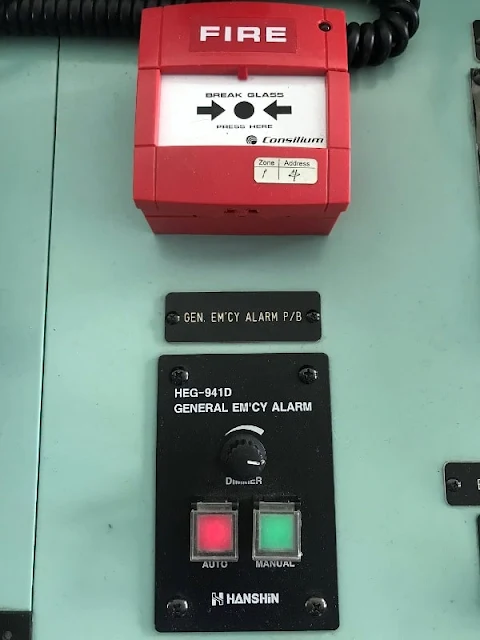 FIRE
BREAK GLASS
PRESS HERE
Consilium
Zone Address
1 4
GEN. EM'CY ALARM P/B
HEG-941D
GENERAL EM'CY ALARM
DIMMER
AUTO MANUAL
HANSHIN